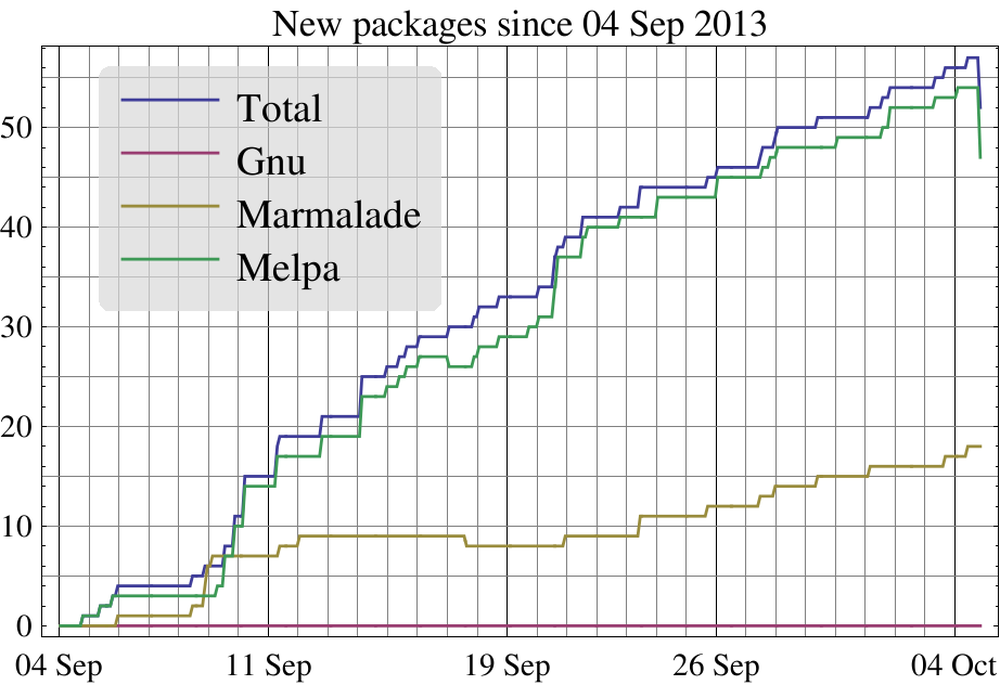 New packages since 04 Sep 2013
Total
Gnu
Marmalade
Melpa
50
40
30
20
10
0
04 Sep 11 Sep 19 Sep 26 Sep 04 Oct